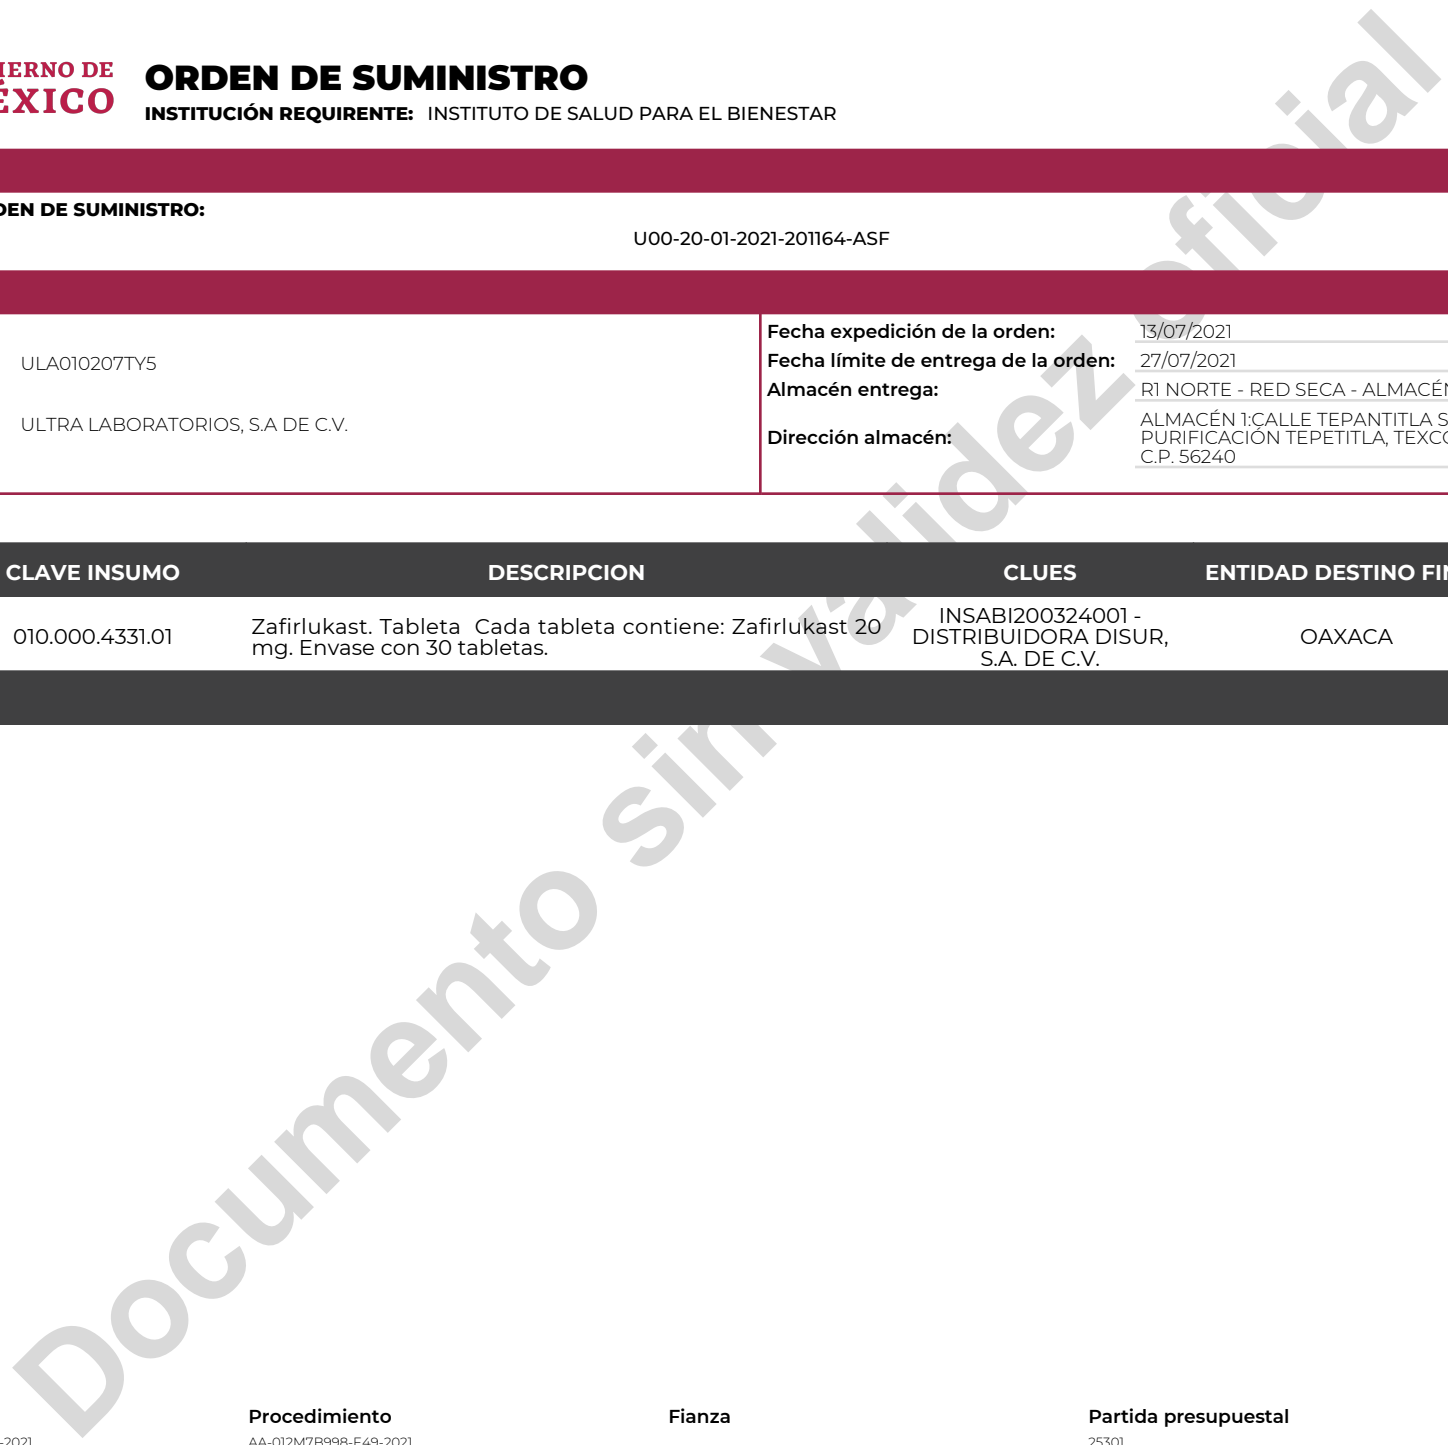 IERNO DE
ÉXICO
ORDEN DE SUMINISTRO
INSTITUCIÓN REQUIRENTE: INSTITUTO DE SALUD PARA EL BIENESTAR
DEN DE SUMINISTRO:
U00-20-01-2021-201164-ASF
ULA010207TY5
ULTRA LABORATORIOS, S.A DE C.V.
Fecha expedición de la orden: 13/07/2021
Fecha límite de entrega de la orden: 27/07/2021
Almacén entrega: R1 NORTE - RED SECA - ALMACÉN
Dirección almacén: ALMACÉN 1:CALLE TEPANTITLA S
PURIFICACIÓN TEPETITLA, TEXCO
C.P. 56240
CLAVE INSUMO DESCRIPCION CLUES ENTIDAD DESTINO FIN
010.000.4331.01
Zafirlukast. Tableta Cada tableta contiene: Zafirlukast 20
mg. Envase con 30 tabletas.
INSABI200324001 -
DISTRIBUIDORA DISUR,
S.A. DE C.V.
OAXACA
Documento sin validez oficial
Procedimiento Fianza Partida presupuestal
-2021 AA-012M7B998-E49-2021 25301